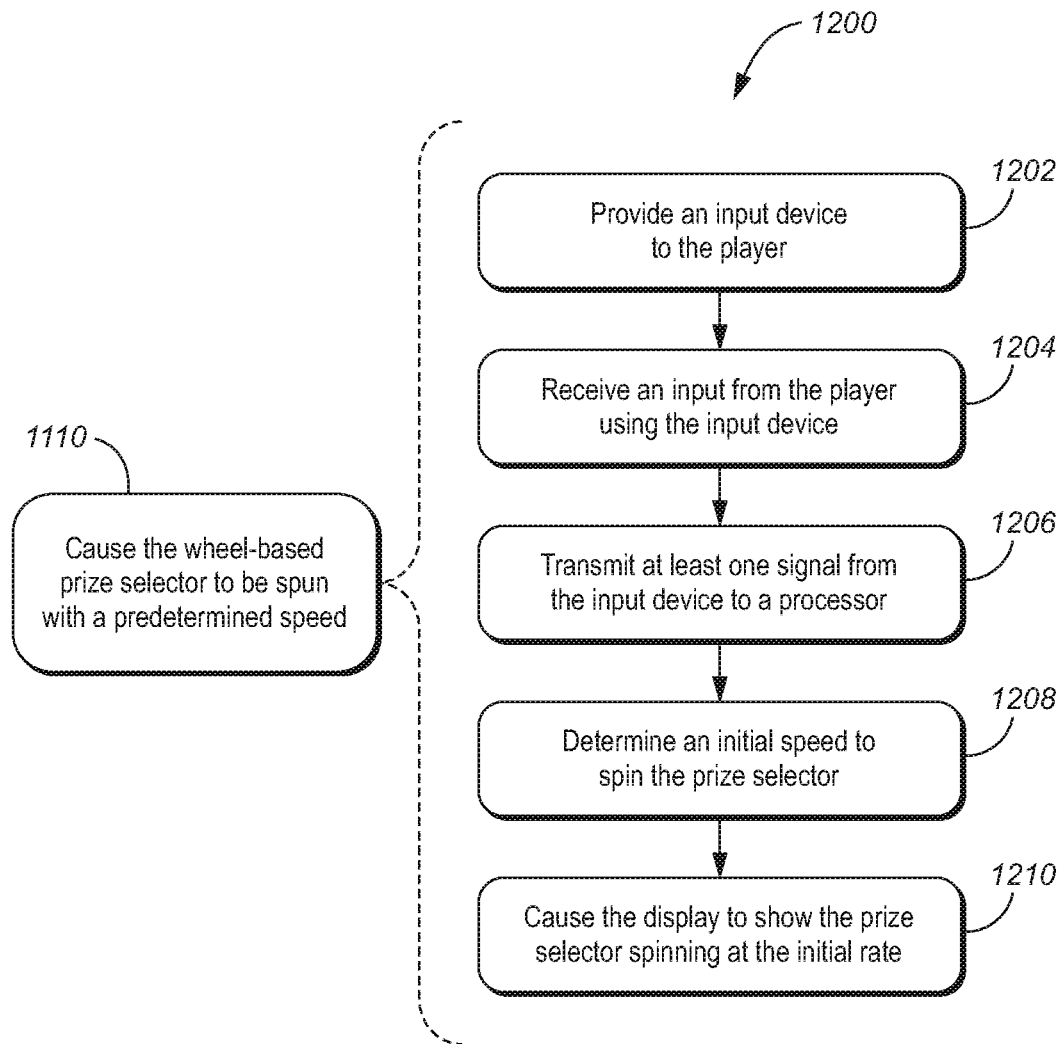 1200
1202
Provide an input device
to the player
1204
Receive an input from the player
using the input device
1110
Cause the wheel-based
prize selector to be spun
with a predetermined speed
1206
Transmit at least one signal from
the input device to a processor
1208
Determine an initial speed to
spin the prize selector
1210
Cause the display to show the prize
selector spinning at the initial rate